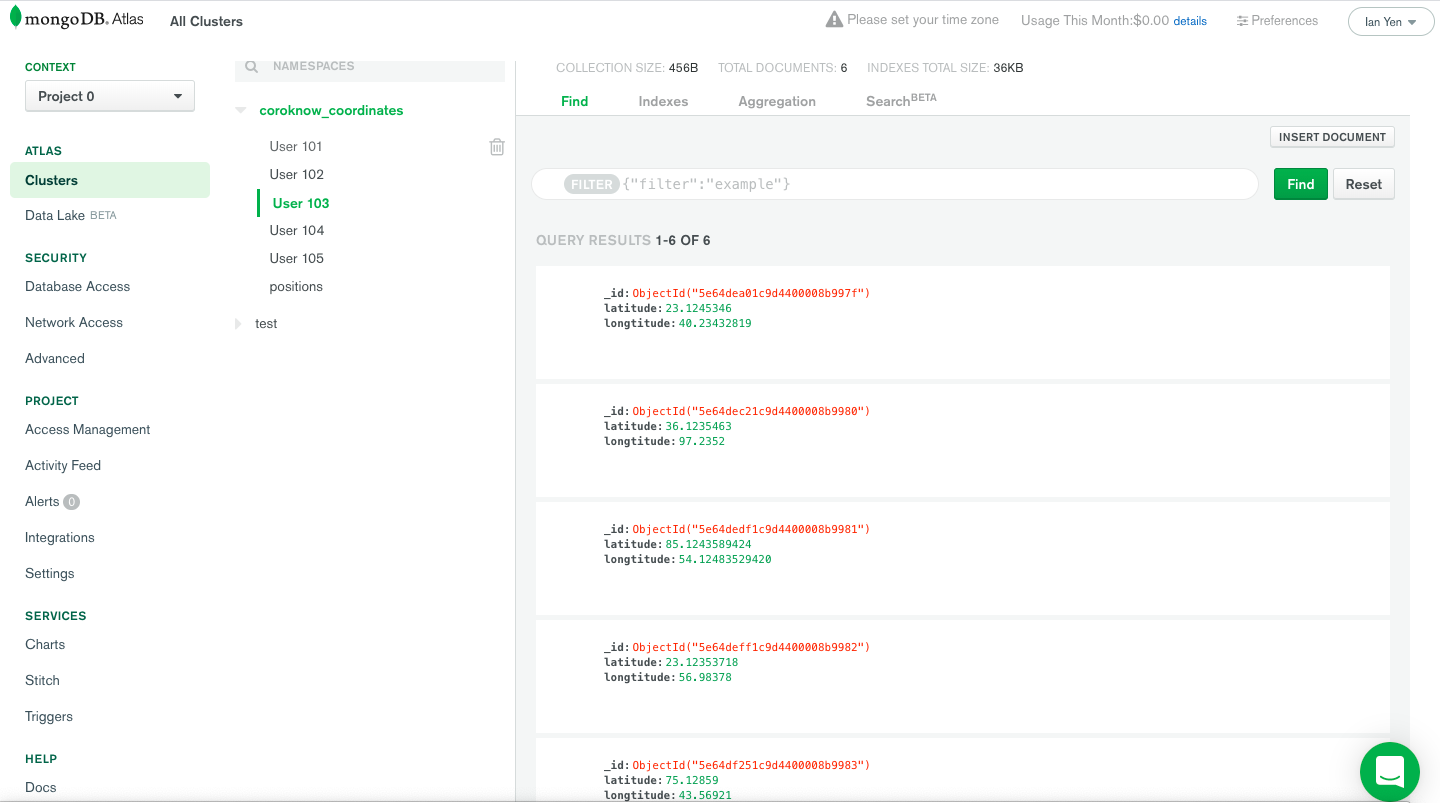 mongoDB. Atlas
All Clusters
Please set your time zone
Usage This Month:$0.00 details
Preferences
Ian Yen
CONTEXT
Project 0
ATLAS
Clusters
Data Lake BETA
SECURITY
Database Access
Network Access
Advanced
PROJECT
Access Management
Activity Feed
Alerts 0
Integrations
Settings
SERVICES
Charts
Stitch
Triggers
HELP
Docs
NAMESPACES
coroknow_coordinates
User 101
User 102
User 103
User 104
User 105
positions
test
COLLECTION SIZE: 456B TOTAL DOCUMENTS: 6 INDEXES TOTAL SIZE: 36KB
Find Indexes Aggregation Search BETA
INSERT DOCUMENT
FILTER {"filter":"example"}
Find Reset
QUERY RESULTS 1-6 OF 6
_id: ObjectId("5e64dea01c9d4400008b997f")
latitude: 23.1245346
longtitude: 40.23432819
_id: ObjectId("5e64dec21c9d4400008b9980")
latitude: 36.1235463
longtitude: 97.2352
_id: ObjectId("5e64dedf1c9d4400008b9981")
latitude: 85.1243589424
longtitude: 54.12483529420
_id: ObjectId("5e64deff1c9d4400008b9982")
latitude: 23.12353718
longtitude: 56.98378
_id: ObjectId("5e64df251c9d4400008b9983")
latitude: 75.12859
longtitude: 43.56921